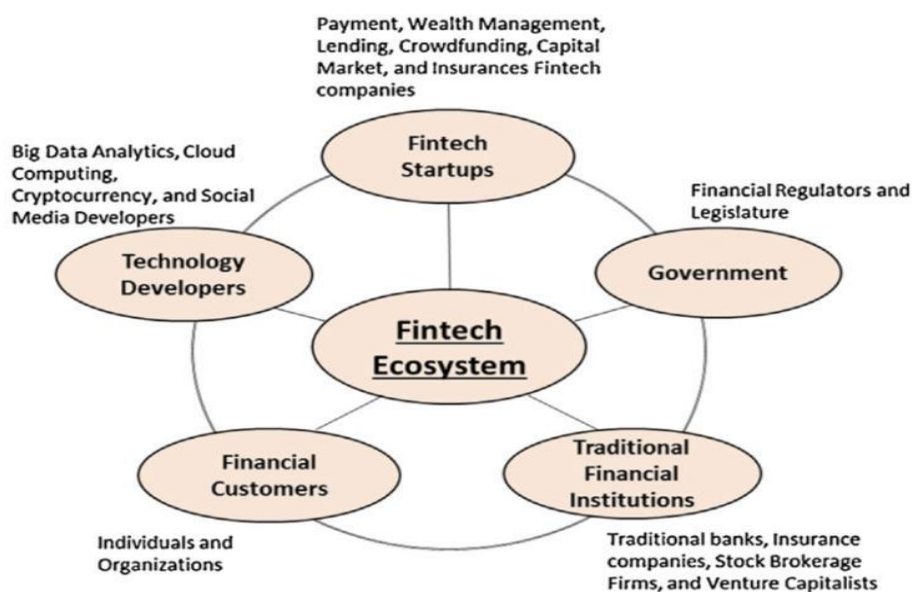 Payment, Wealth Management,
Lending, Crowdfunding, Capital
Market, and Insurances Fintech
companies
Fintech
Startups
Big Data Analytics, Cloud
Computing,
Cryptocurrency, and Social
Media Developers
Technology
Developers
Financial Regulators and
Legislature
Government
Fintech
Ecosystem
Financial
Customers
Individuals and
Organizations
Traditional
Financial
Institutions
Traditional banks, Insurance
companies, Stock Brokerage
Firms, and Venture Capitalists